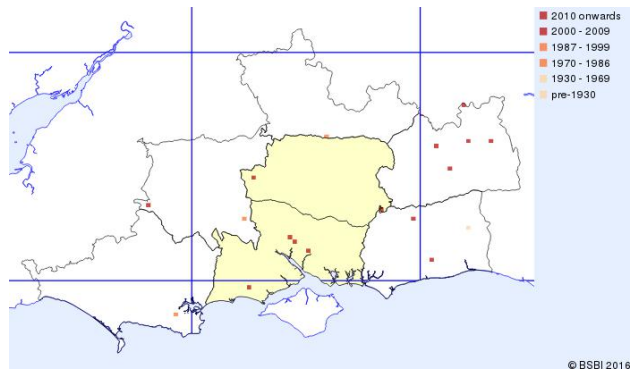 2010 onwards
2000 - 2009
1987 - 1999
1970 - 1986
1930 - 1969
pre-1930
© BSBI 2016